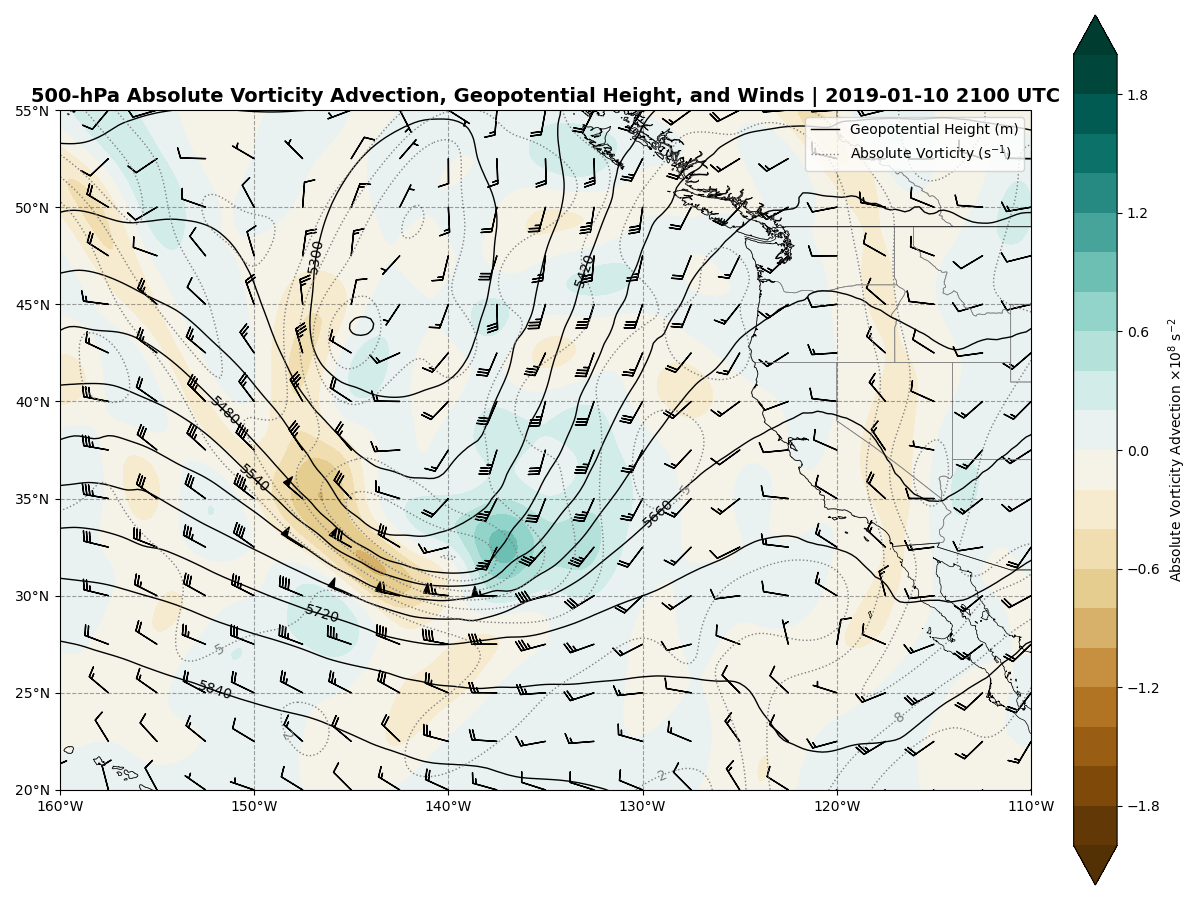 500-hPa Absolute Vorticity Advection, Geopotential Height, and Winds | 2019-01-10 2100 UTC
55°N
Geopotential Height (m)
Absolute Vorticity (s⁻¹)
50°N
5300
5420
45°N
40°N
5480
5540
35°N
5
5660
30°N
5720
5
25°N
5840
8
2
2
20°N
160°W 150°W 140°W 130°W 120°W 110°W
1.8
1.2
0.6
0.0
−0.6
−1.2
−1.8
Absolute Vorticity Advection ×10⁸ s⁻²